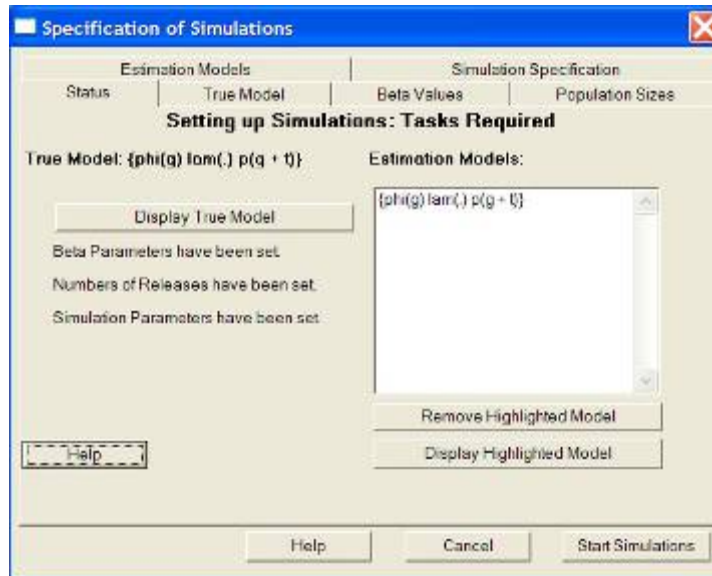 Specification of Simulations
Estimation Models
Simulation Specification
Status
True Model
Beta Values
Population Sizes
Setting up Simulations: Tasks Required
True Model: {phi(g) lam(.) p(g + t)}
Estimation Models:
{phi(g) lam(.) p(g + t)}
Display True Model
Beta Parameters have been set.
Numbers of Releases have been set.
Simulation Parameters have been set
Remove Highlighted Model
Help
Display Highlighted Model
Help
Cancel
Start Simulations